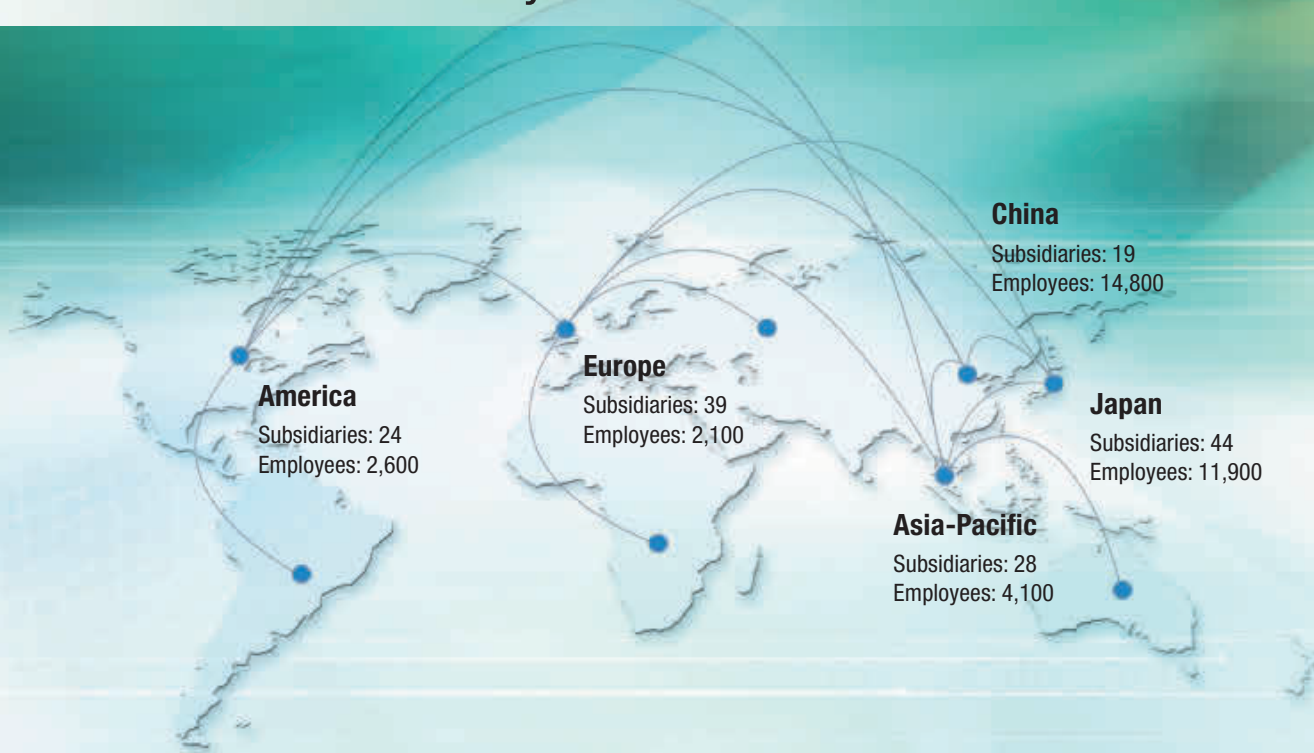 China
Subsidiaries: 19
Employees: 14,800
Europe
Subsidiaries: 39
Employees: 2,100
America
Subsidiaries: 24
Employees: 2,600
Japan
Subsidiaries: 44
Employees: 11,900
Asia-Pacific
Subsidiaries: 28
Employees: 4,100